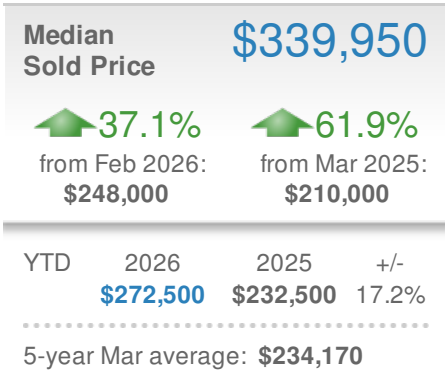 Median
Sold Price
$339,950
37.1%
from Feb 2026:
$248,000
61.9%
from Mar 2025:
$210,000
YTD 2026 2025 +/-
$272,500 $232,500 17.2%
5-year Mar average: $234,170